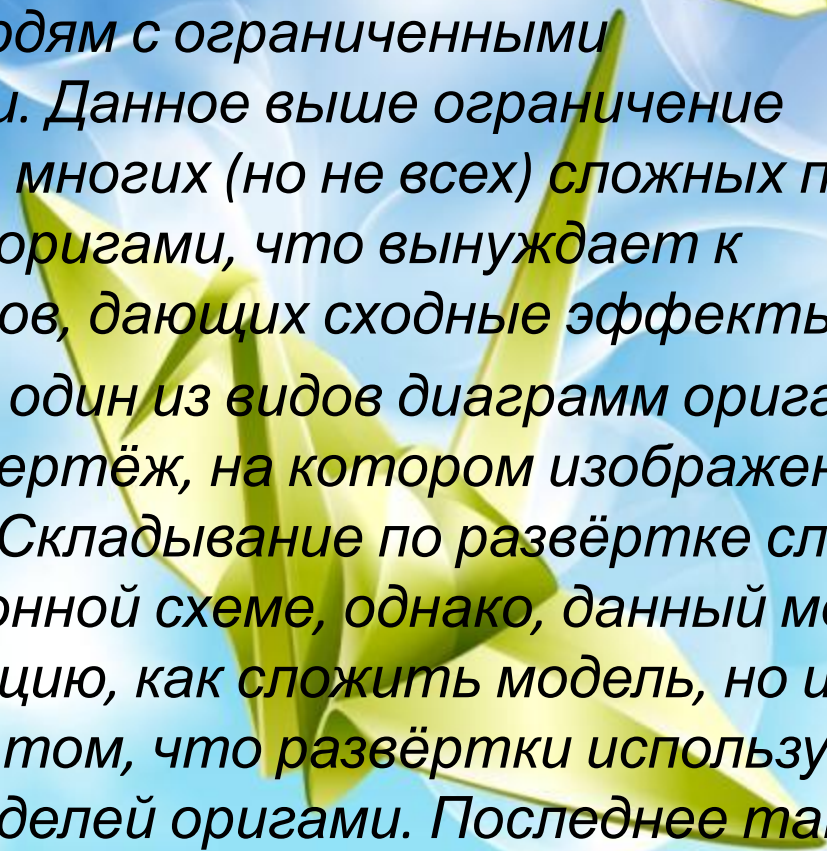 одям с ограниченными
и. Данное выше ограничение
многих (но не всех) сложных п
оригами, что вынуждает к
ов, дающих сходные эффекты
один из видов диаграмм орига
ертёж, на котором изображен
Складывание по развёртке сл
онной схеме, однако, данный ме
цию, как сложить модель, но и
том, что развёртки использу
делей оригами. Последнее так